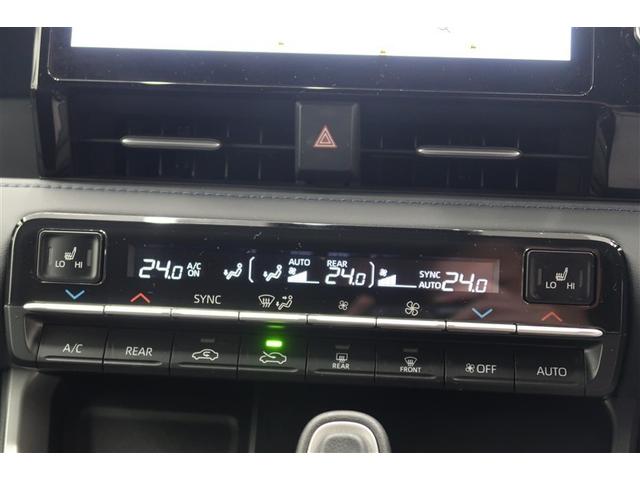 LO HI
24.0 A/C ON AUTO REAR 24.0 SYNC AUTO 24.0
LO HI
SYNC
A/C REAR REAR FRONT OFF AUTO